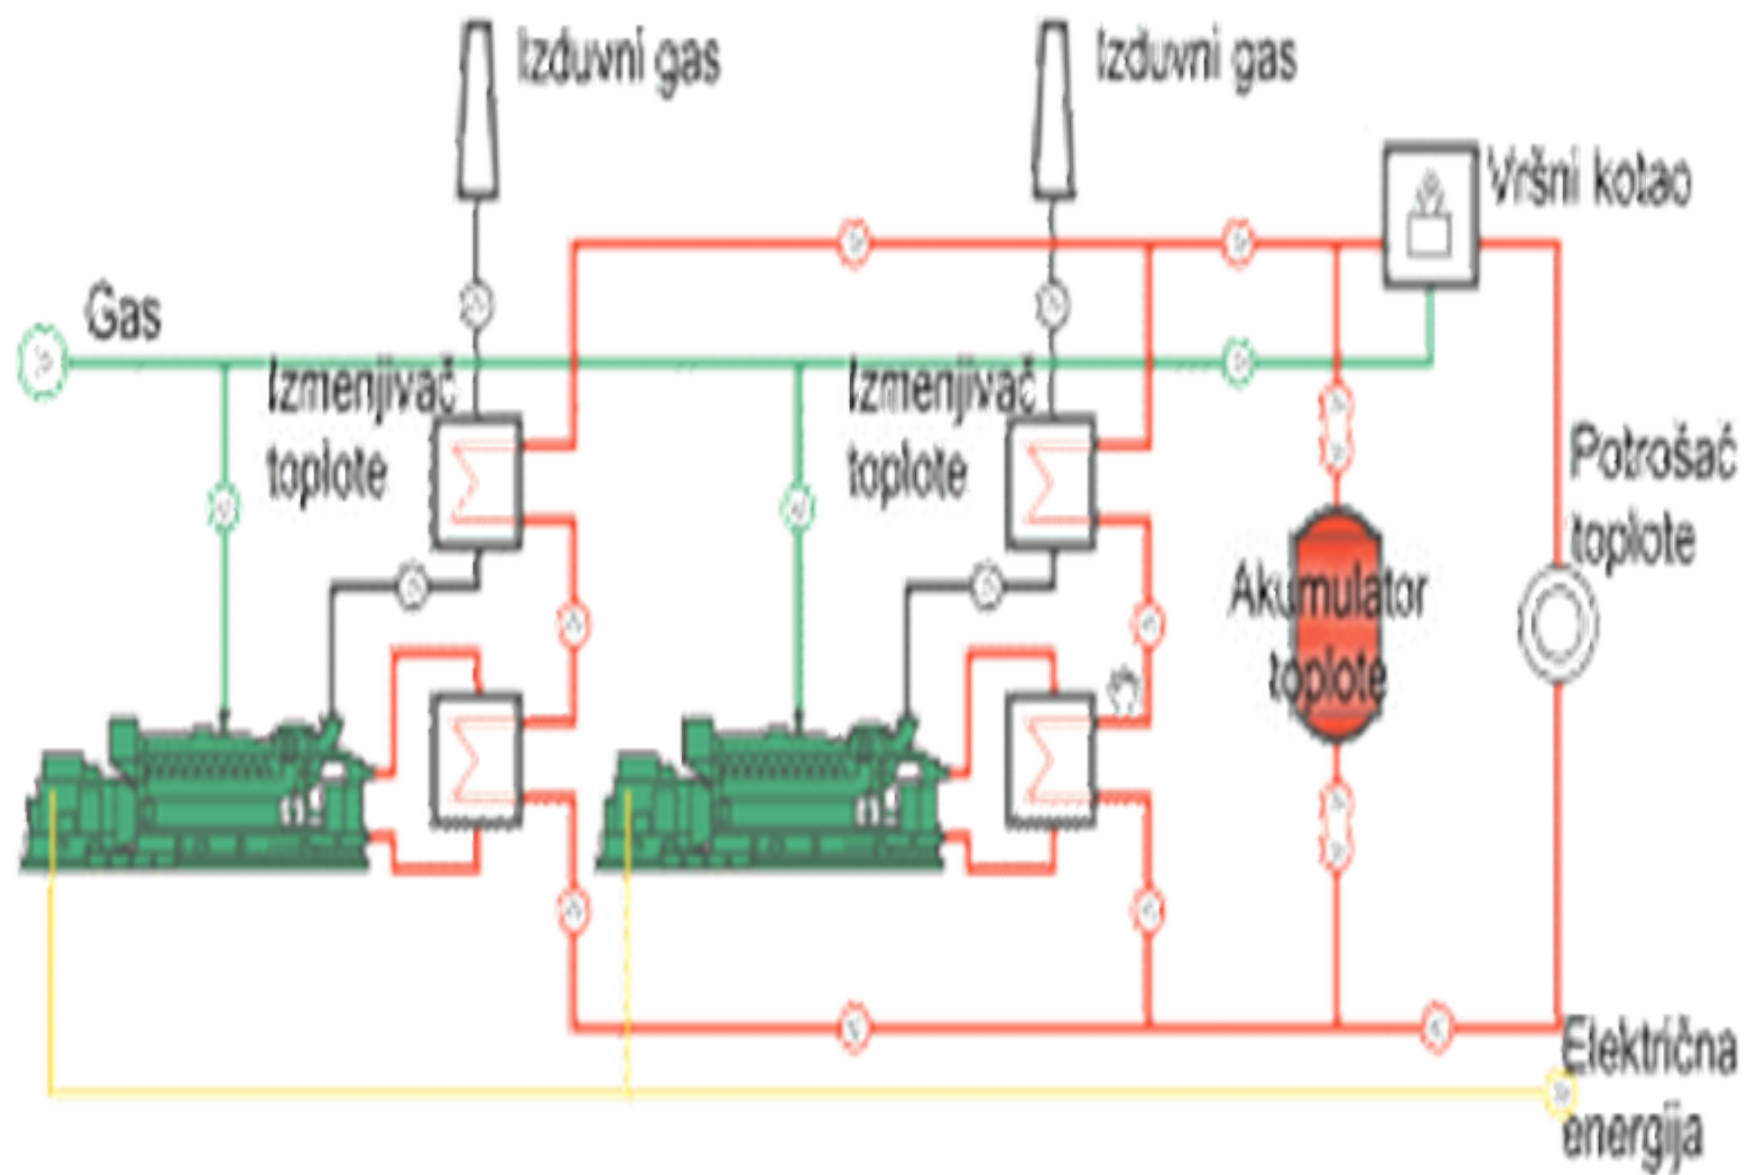 Izduvni gas
Izduvni gas
Vršni kotao
Gas
Izmenjivač
toplote
Izmenjivač
toplote
Potrošač
toplote
Akumulator
toplote
Električna
energija